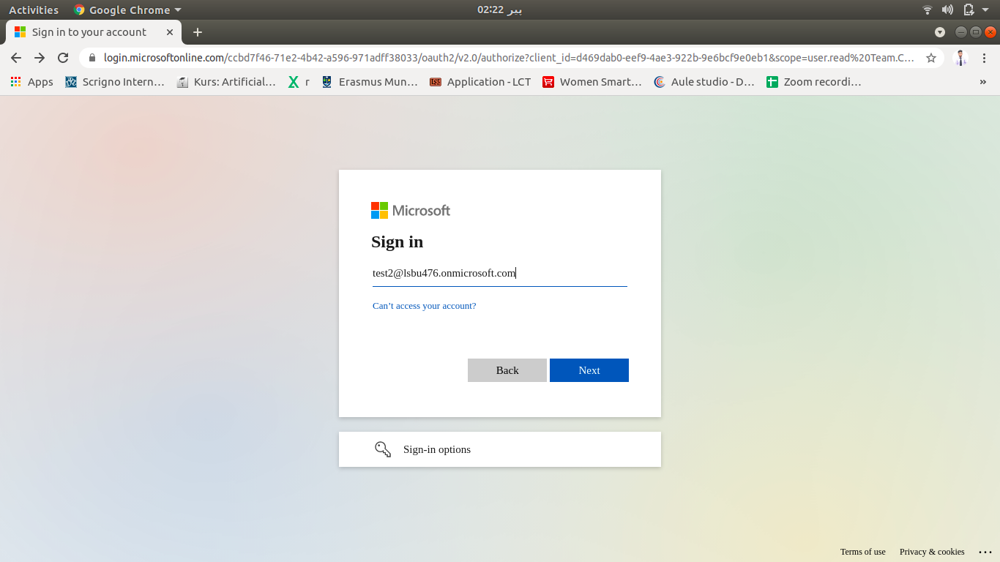 Activities Google Chrome 02:22 پیر
Sign in to your account
login.microsoftonline.com/ccbd7f46-71e2-4b42-a596-971adff38033/oauth2/v2.0/authorize?client_id=d469dab0-eef9-4ae3-922b-9e6bcf9e0eb1&scope=user.read%20Team.C...
Apps Scrigno Intern... Kurs: Artificial... r Erasmus Mun... Application - LCT Women Smart... Aule studio - D... Zoom recordi... »
Microsoft
Sign in
test2@lsbu476.onmicrosoft.com
Can't access your account?
Back Next
Sign-in options
Terms of use Privacy & cookies ...